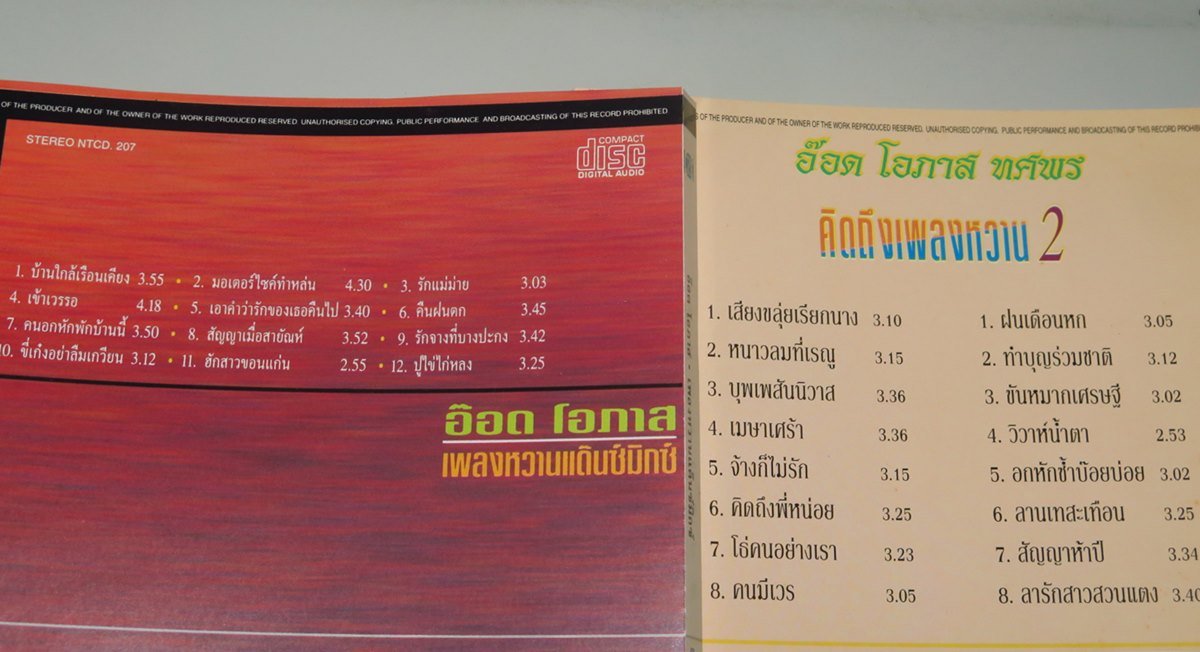 OF THE PRODUCER AND OF THE OWNER OF THE WORK REPRODUCED RESERVED. UNAUTHORISED COPYING, PUBLIC PERFORMANCE AND BROADCASTING OF THIS RECORD PROHIBITED.
STEREO NTCD. 207
COMPACT
disc
DIGITAL AUDIO
1. บ้านใกล้เรือนเคียง 3.55 • 2. มอเตอร์ไซค์ทำหล่น 4.30 • 3. รักแม่ม่าย 3.03
4. เข้าเวรรอ 4.18 • 5. เอาคำว่ารักของเธอคืนไป 3.40 • 6. คืนฝนตก 3.45
7. คนอกหักพักบ้านนี้ 3.50 • 8. สัญญาเมื่อสายัณห์ 3.52 • 9. รักจางที่บางปะกง 3.42
10. ขี่เก๋งอย่าลืมเกวียน 3.12 • 11. ฮักสาวขอนแก่น 2.55 • 12. ปูไข่ไก่หลง 3.25
อ๊อด โอภาส
เพลงหวานแด๊นซ์มิกซ์
OF THE PRODUCER AND OF THE OWNER OF THE WORK REPRODUCED RESERVED. UNAUTHORISED COPYING, PUBLIC PERFORMANCE AND BROADCASTING OF THIS RECORD
อ๊อด โอภาส ทศพร
คิดถึงเพลงหวาน 2
1. เสียงขลุ่ยเรียกนาง 3.10
2. หนาวลมที่เรณู 3.15
3. บุพเพสันนิวาส 3.36
4. เมษาเศร้า 3.36
5. จ้างก็ไม่รัก 3.15
6. คิดถึงพี่หน่อย 3.25
7. โธ่คนอย่างเรา 3.23
8. คนมีเวร 3.05
1. ฝนเดือนหก 3.05
2. ทำบุญร่วมชาติ 3.12
3. ขันหมากเศรษฐี 3.02
4. วิวาห์น้ำตา 2.53
5. อกหักซ้ำบ๊อยบ่อย 3.02
6. ลานเทสะเทือน 3.25
7. สัญญาห้าปี 3.34
8. ลารักสาวสวนแตง 3.40